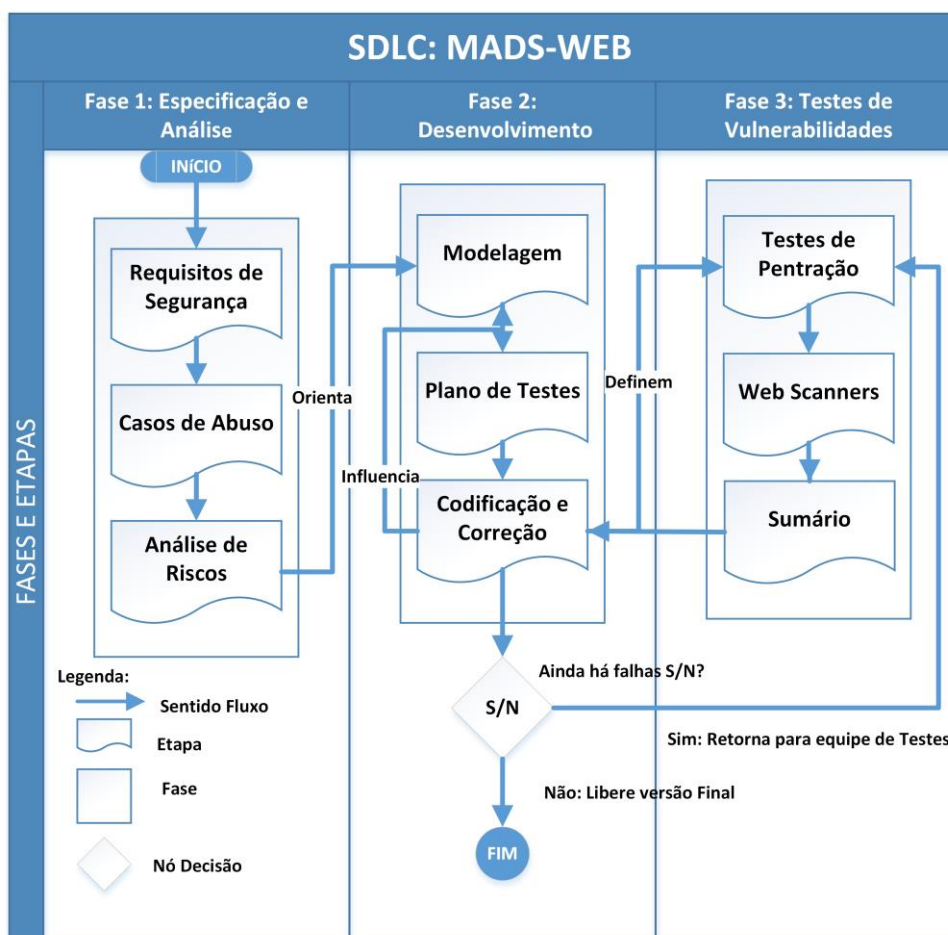 SDLC: MADS-WEB
FASES E ETAPAS
Fase 1: Especificação e
Análise
Fase 2:
Desenvolvimento
Fase 3: Testes de
Vulnerabilidades
INíCIO
Requisitos de
Segurança
Casos de Abuso
Análise de
Riscos
Orienta
Modelagem
Plano de Testes
Influencia
Codificação e
Correção
Definem
Testes de
Pentração
Web Scanners
Sumário
Ainda há falhas S/N?
S/N
Sim: Retorna para equipe de Testes
Não: Libere versão Final
FIM
Legenda:
Sentido Fluxo
Etapa
Fase
Nó Decisão